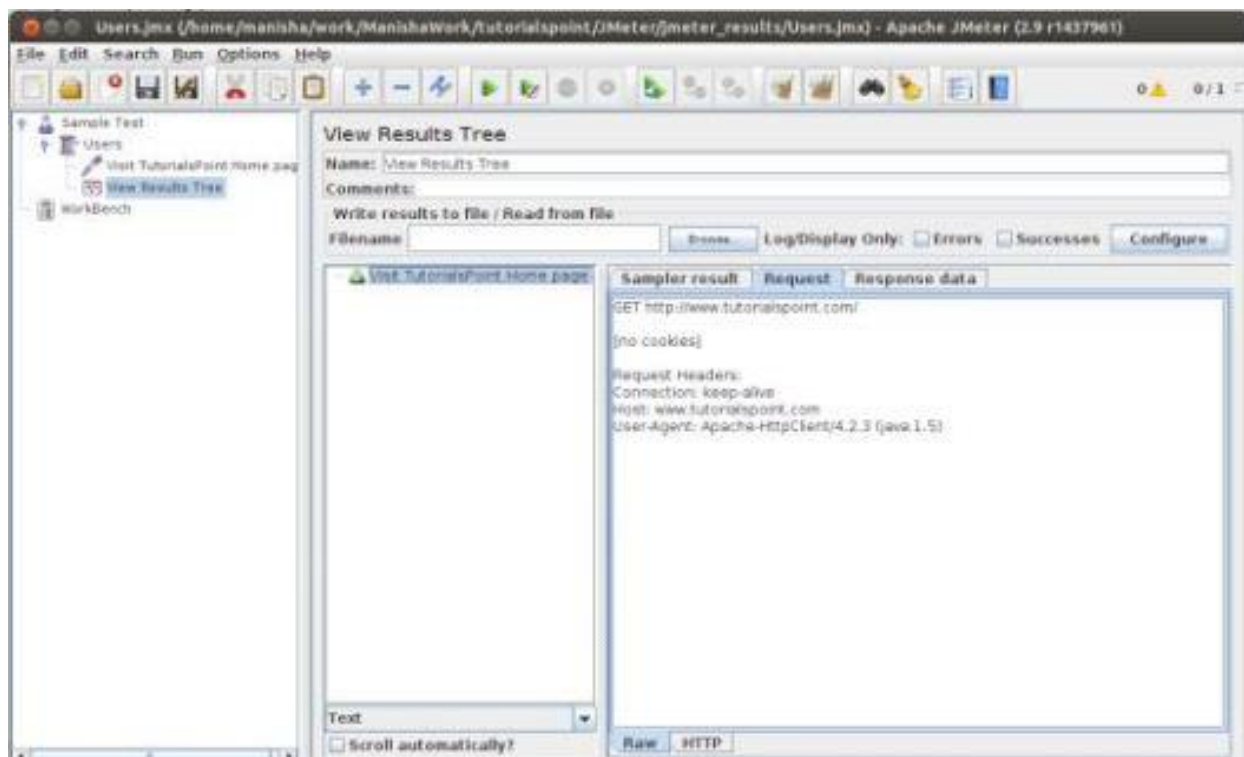 Users.jmx (/home/manisha/work/ManishaWork/tutorialspoint/JMeter/jmeter_results/Users.jmx) - Apache JMeter (2.9 r1437961)
File Edit Search Run Options Help
0 0/1
Sample Test
Users
Visit TutorialsPoint Home pag
View Results Tree
WorkBench
View Results Tree
Name: View Results Tree
Comments:
Write results to file / Read from file
Filename Browse... Log/Display Only: Errors Successes Configure
Visit TutorialsPoint Home page
Sampler result Request Response data
GET http://www.tutorialspoint.com/
[no cookies]
Request Headers:
Connection: keep-alive
Host: www.tutorialspoint.com
User-Agent: Apache-HttpClient/4.2.3 (java 1.5)
Text
Scroll automatically?
Raw HTTP